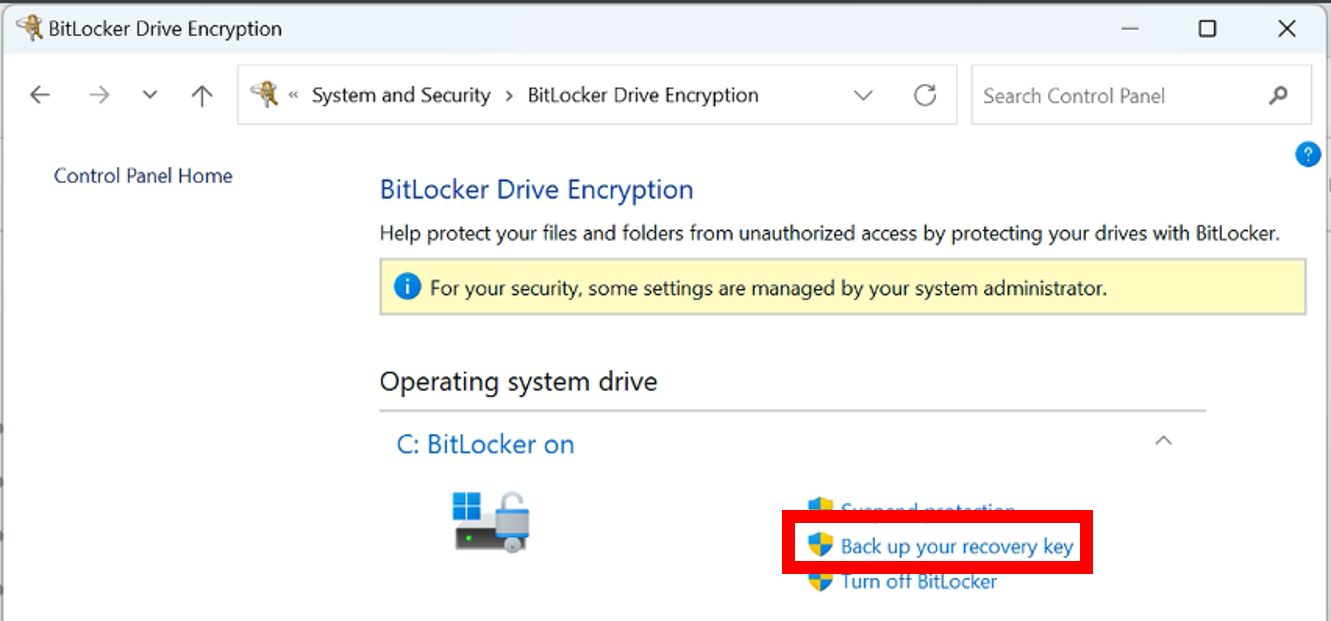 BitLocker Drive Encryption
« System and Security › BitLocker Drive Encryption
Search Control Panel
?
Control Panel Home
BitLocker Drive Encryption
Help protect your files and folders from unauthorized access by protecting your drives with BitLocker.
i For your security, some settings are managed by your system administrator.
Operating system drive
C: BitLocker on
Suspend protection
Back up your recovery key
Turn off BitLocker